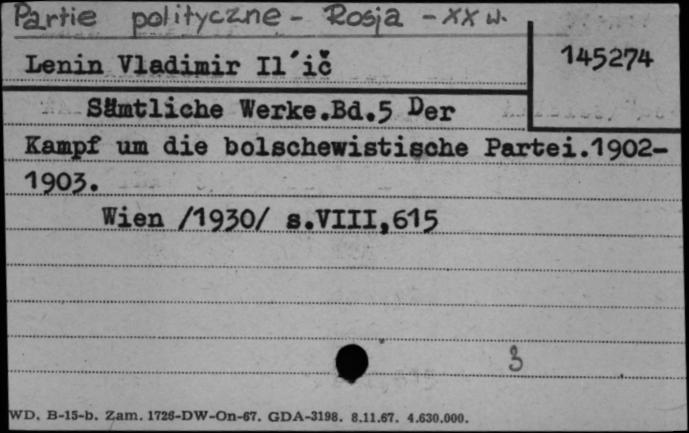 Partie polityczne - Rosja - XX w.
Lenin Vladimir Il´ič
145274
Sämtliche Werke.Bd.5 Der
Kampf um die bolschewistische Partei.1902-
1903.
Wien /1930/ s.VIII,615
3
WD. B-15-b. Zam. 1726-DW-On-67. GDA-3198. 8.11.67. 4.630.000.